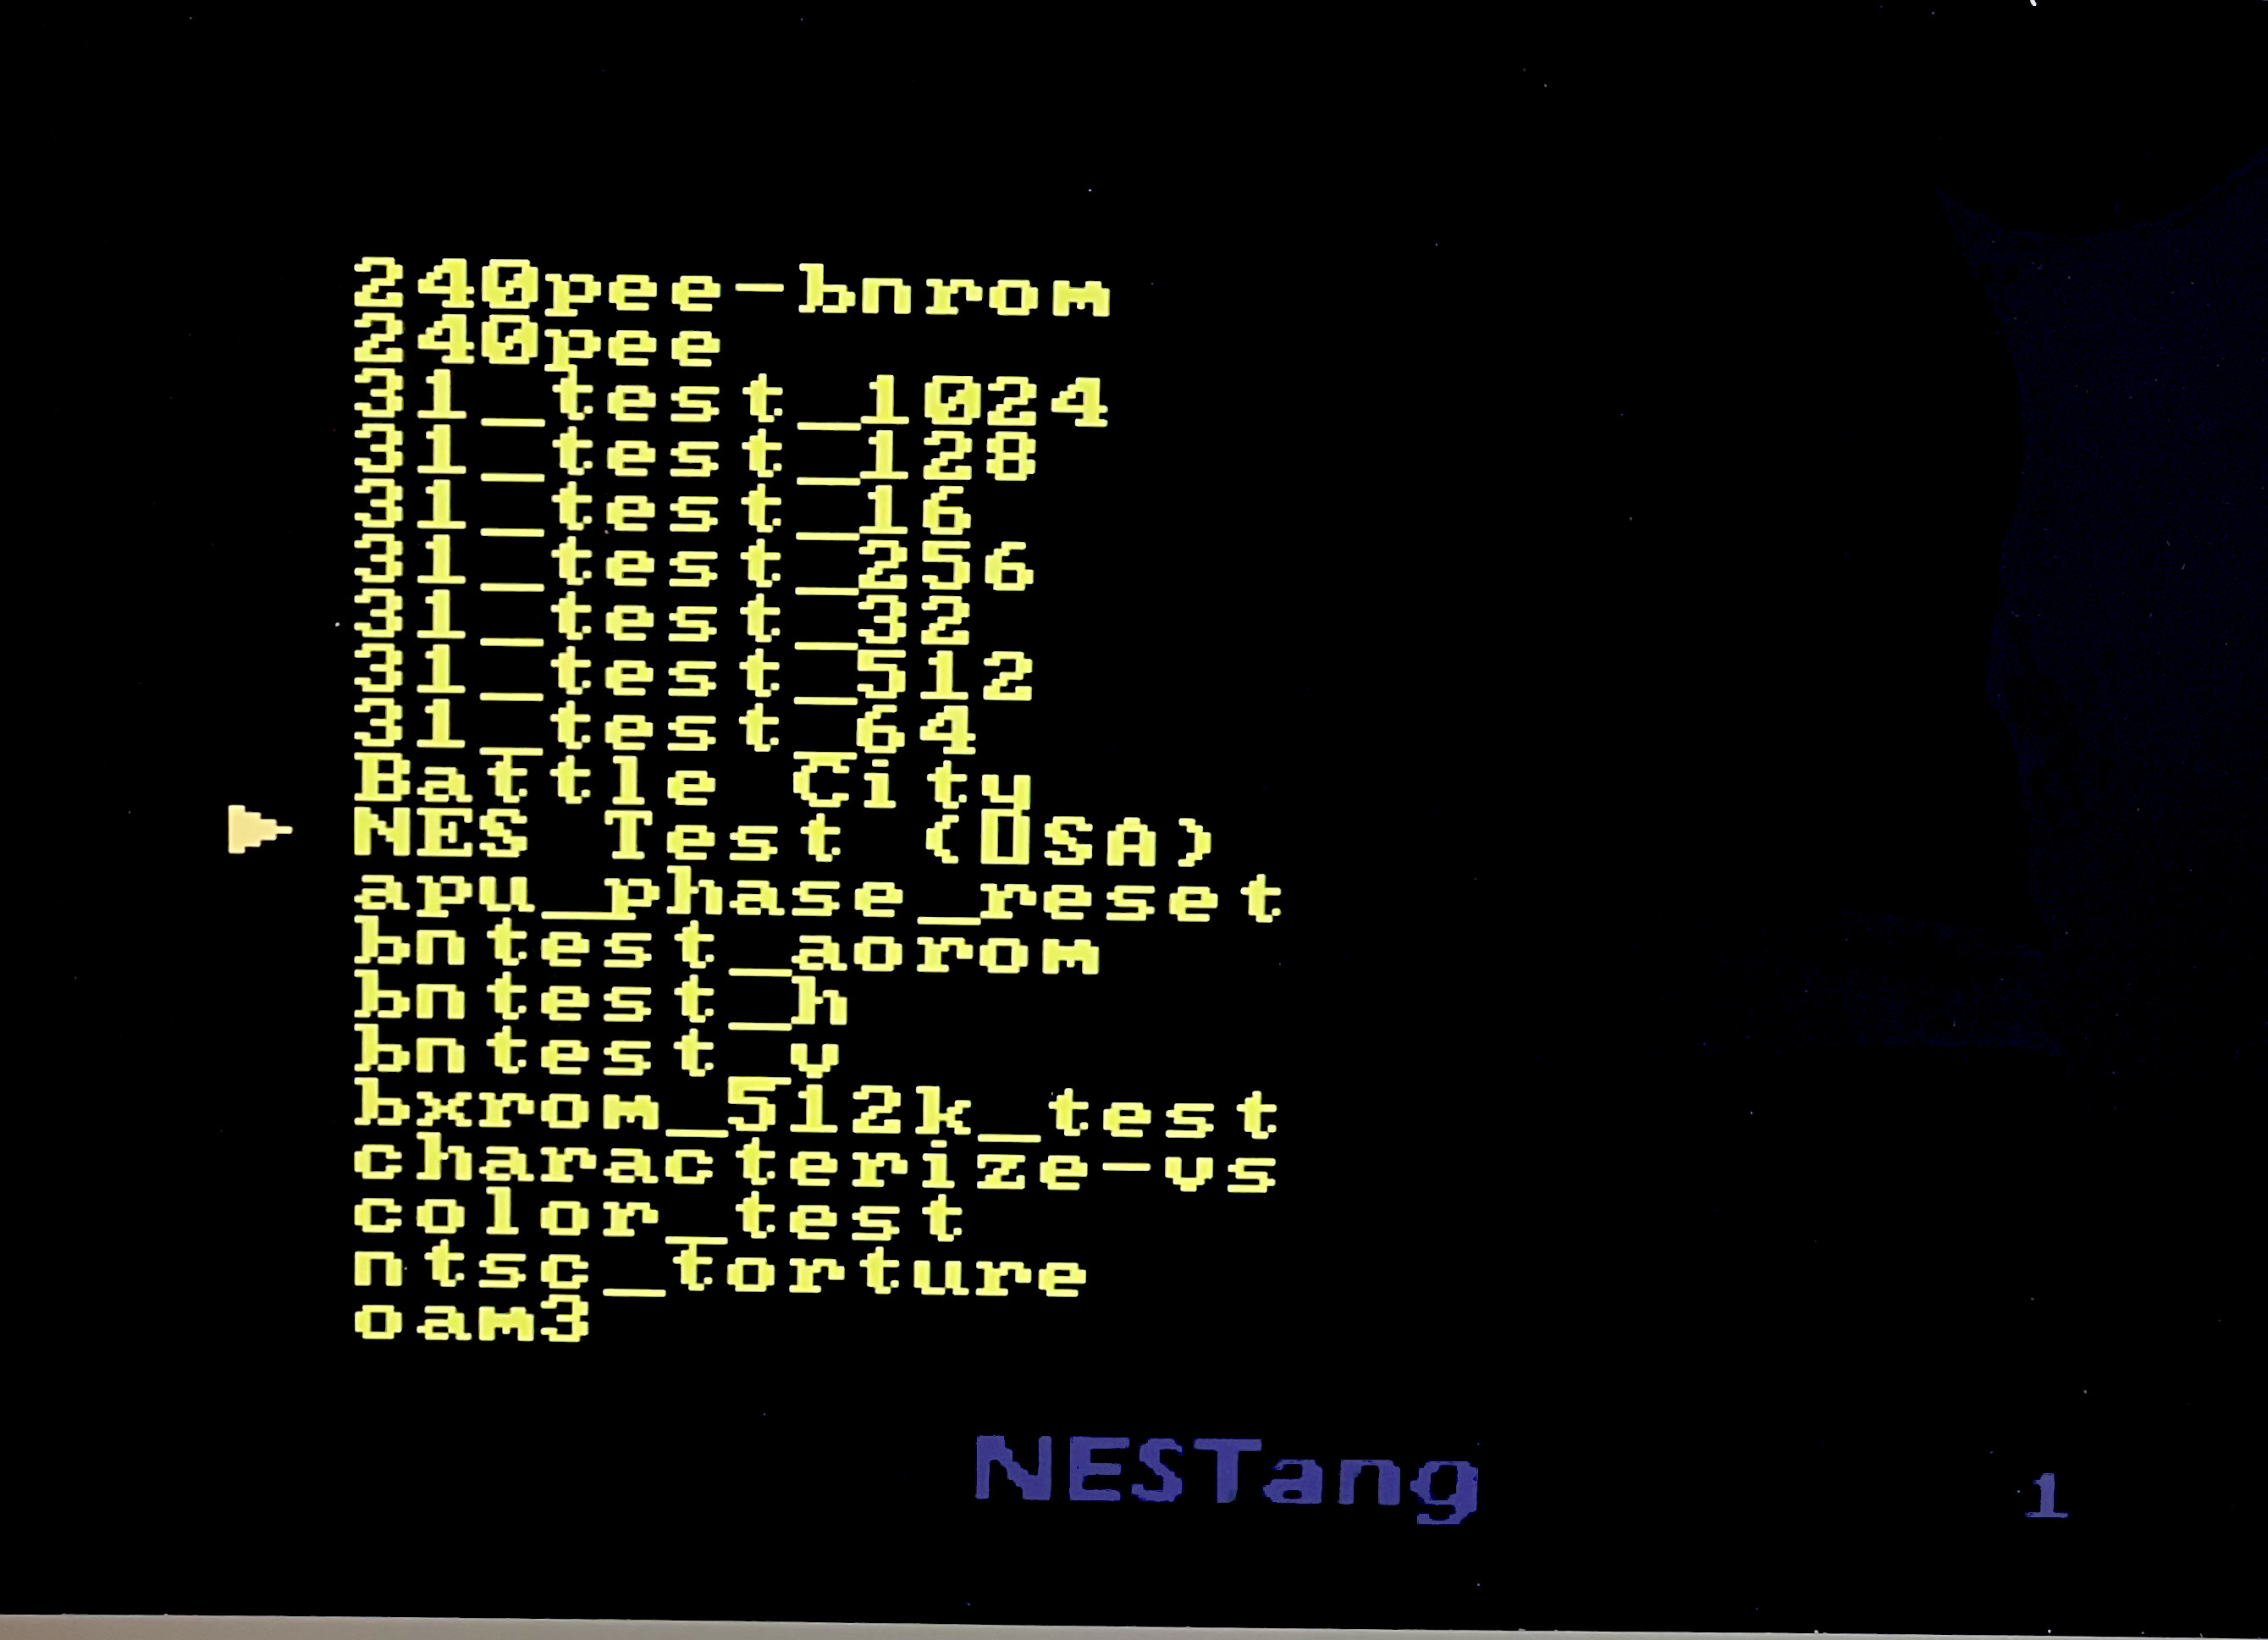 240pee-bnrom
240pee
31_test_1024
31_test_128
31_test_16
31_test_256
31_test_32
31_test_512
31_test_64
Battle City
NES Test (USA)
apu_phase_reset
bntest_aorom
bntest_h
bntest_v
bxrom_512k_test
characterize-vs
color_test
ntsc_torture
oam3
NESTang
1